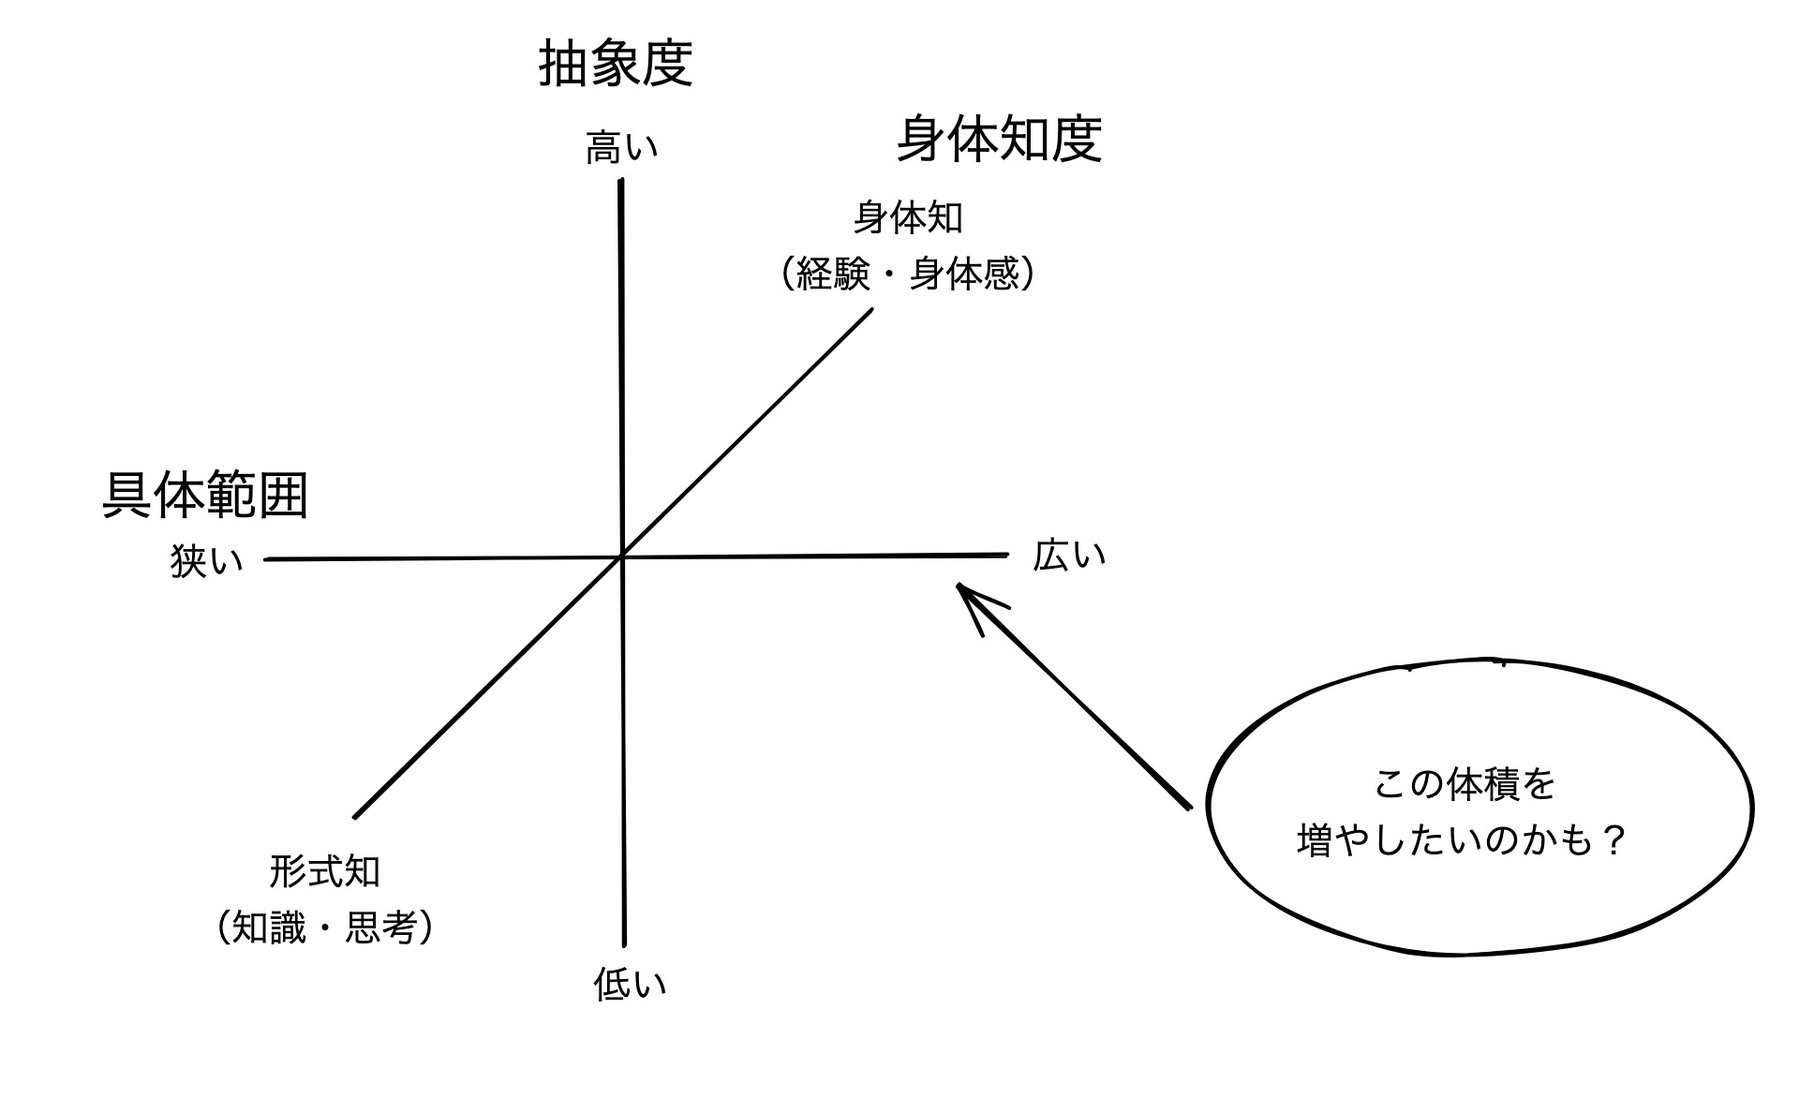 抽象度
高い
身体知度
身体知
（経験・身体感）
具体範囲
狭い
広い
この体積を
増やしたいのかも？
形式知
（知識・思考）
低い